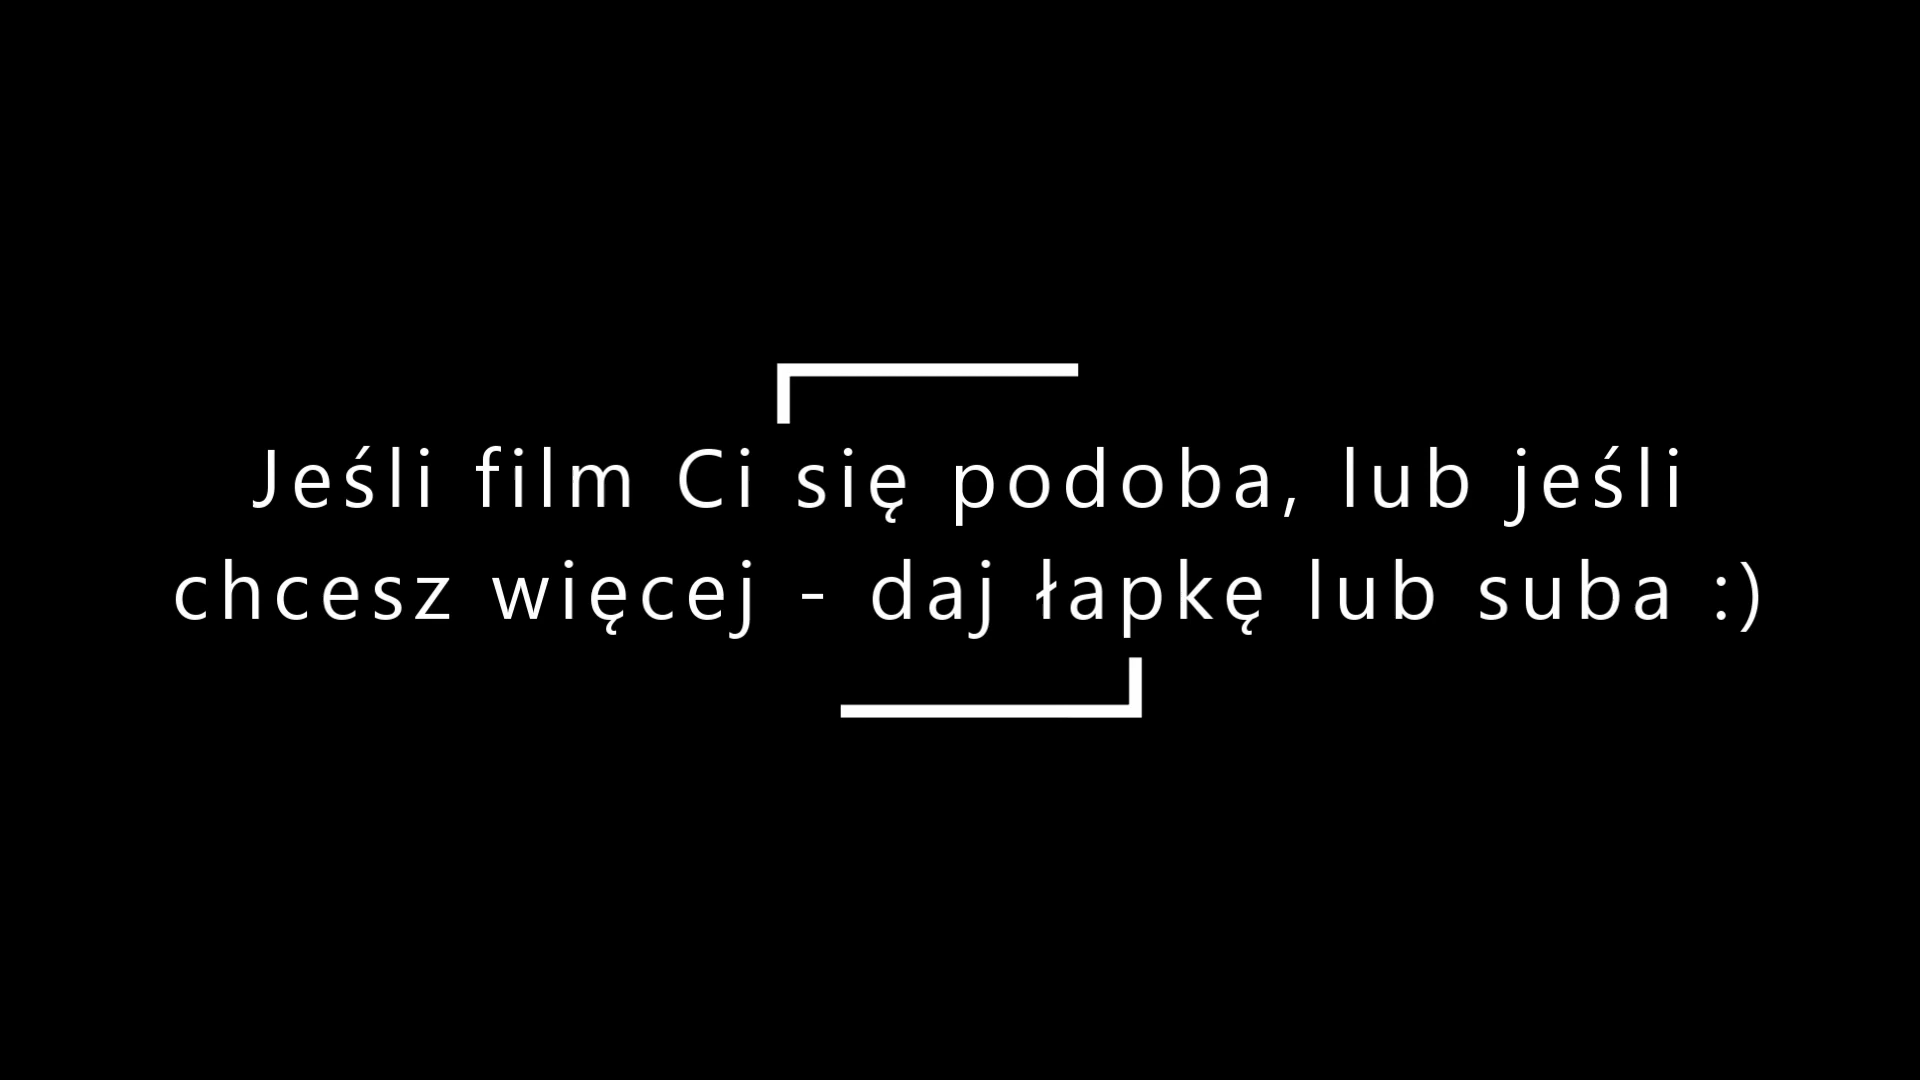 Jeśli film Ci się podoba, lub jeśli
chcesz więcej - daj łapkę lub suba :)